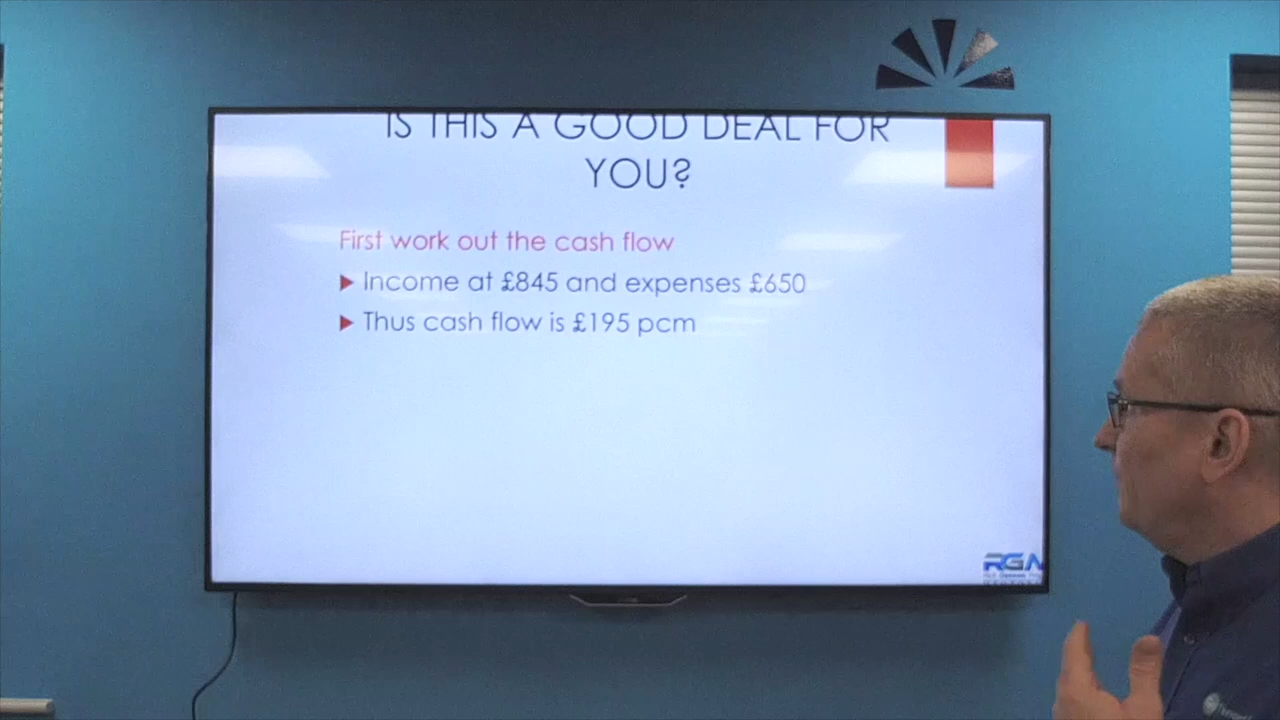 IS THIS A GOOD DEAL FOR
YOU?
First work out the cash flow
Income at £845 and expenses £650
Thus cash flow is £195 pcm
RGN